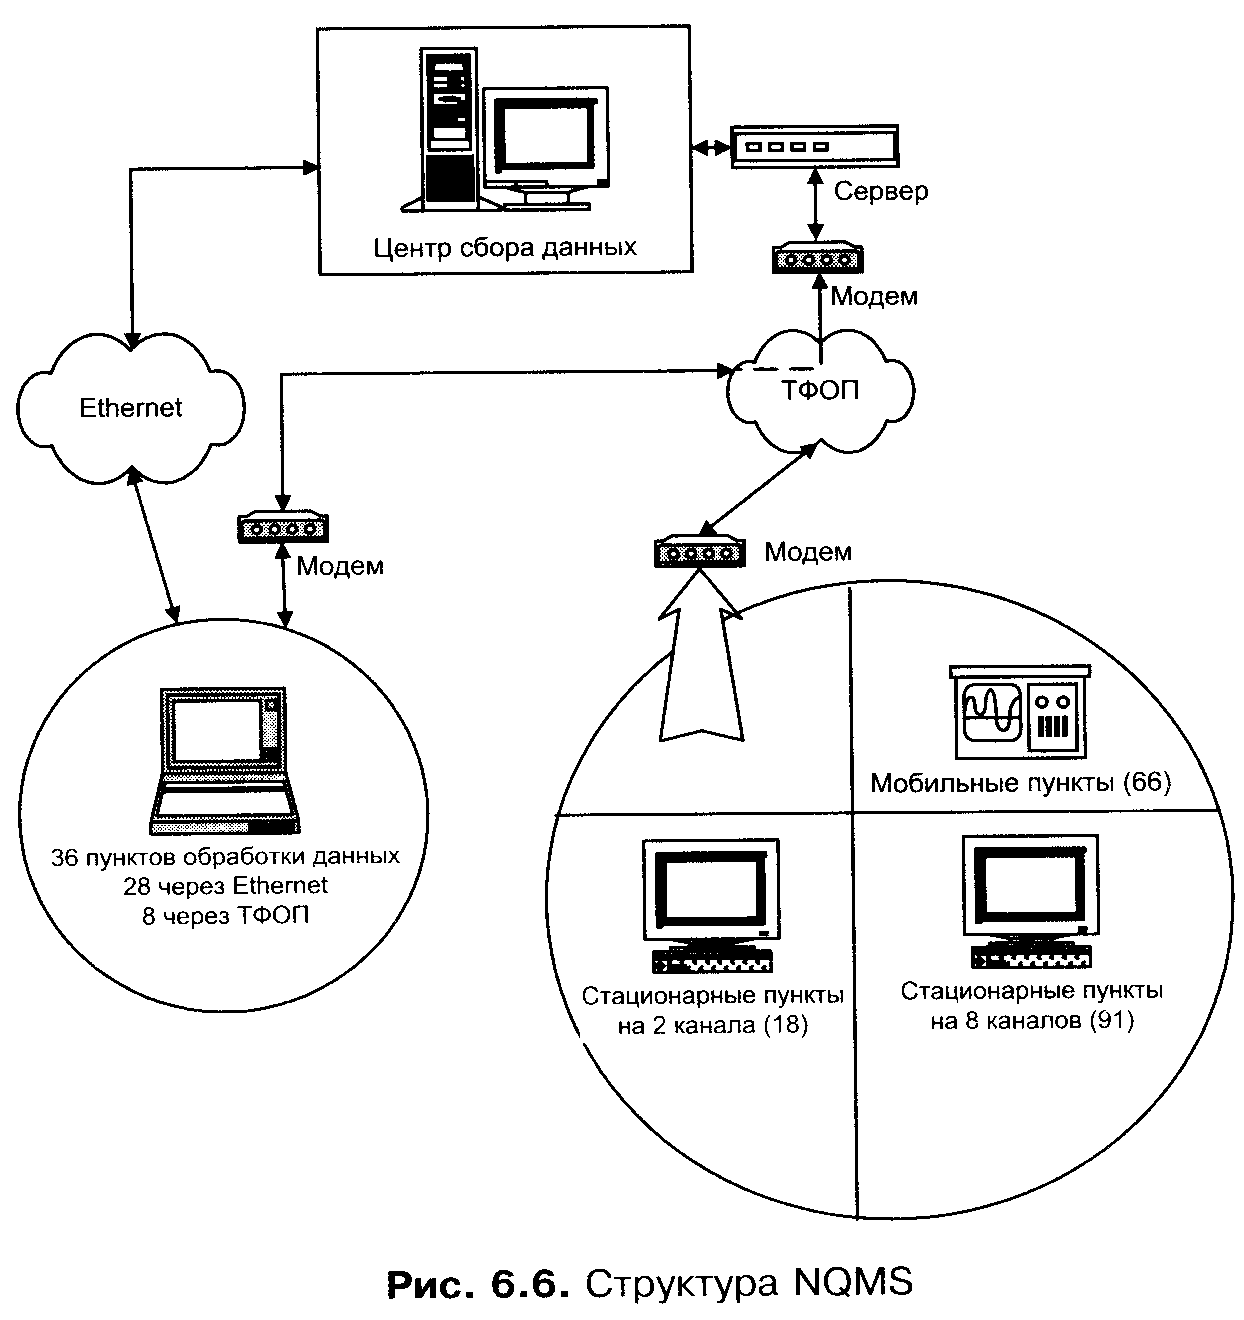 Центр сбора данных
Сервер
Модем
Ethernet
ТФОП
Модем
Модем
Мобильные пункты (66)
36 пунктов обработки данных
28 через Ethernet
8 через ТФОП
Стационарные пункты
на 2 канала (18)
Стационарные пункты
на 8 каналов (91)
Рис. 6.6. Структура NQMS